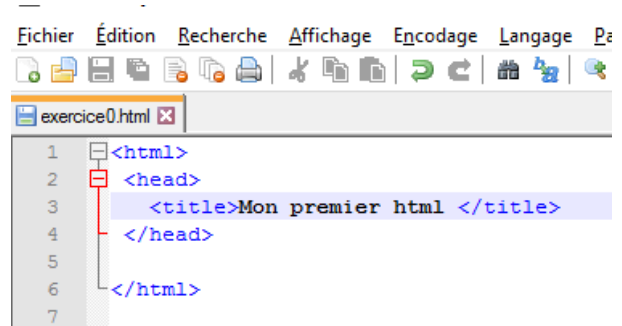 Fichier Édition Recherche Affichage Encodage Langage
exercice0.html
1 <html>
2 <head>
3 <title>Mon premier html </title>
4 </head>
5
6 </html>
7